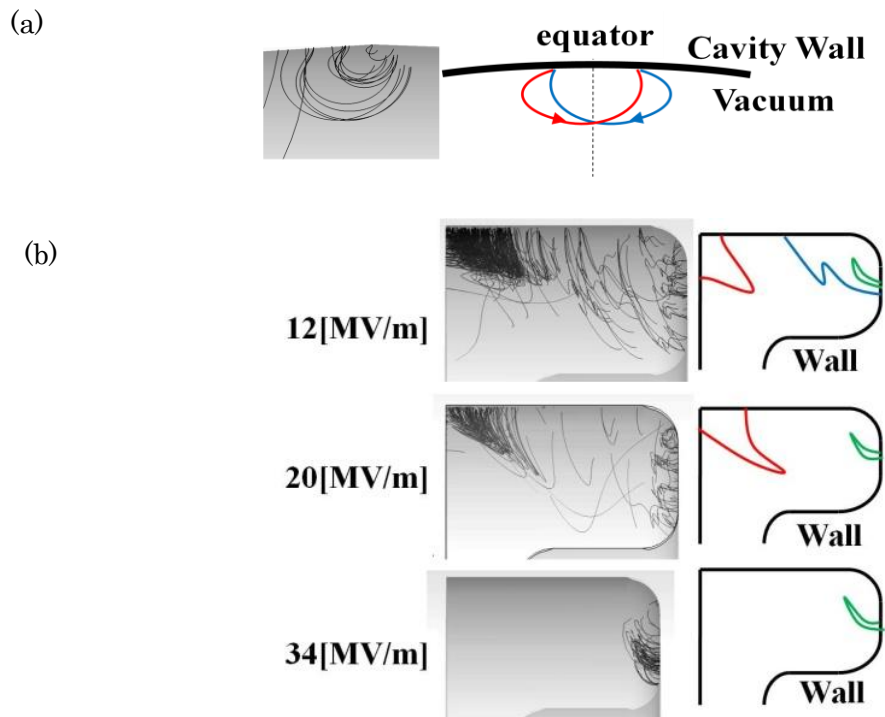 (a)
equator
Cavity Wall
Vacuum
(b)
12[MV/m]
Wall
20[MV/m]
Wall
34[MV/m]
Wall